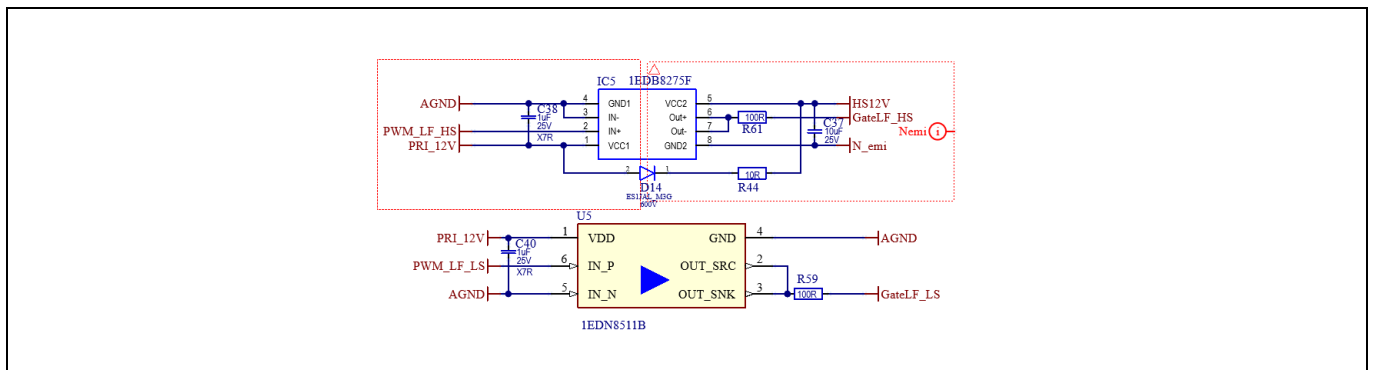 IC5 1EDB8275F
AGND
C38
1uF
25V
X7R
4 GND1
3 IN-
2 IN+
1 VCC1
VCC2 5
Out+ 6
Out- 7
GND2 8
PWM_LF_HS
PRI_12V
100R
R61
C37
10uF
25V
HS12V
GateLF_HS
N_emi
Nemi i
2 1
D14
ES1JAL_M3G
600V
10R
R44
U5
PRI_12V
C40
1uF
25V
X7R
PWM_LF_LS
AGND
1 VDD
6 IN_P
5 IN_N
GND 4
OUT_SRC 2
OUT_SNK 3
R59
100R
AGND
GateLF_LS
1EDN8511B